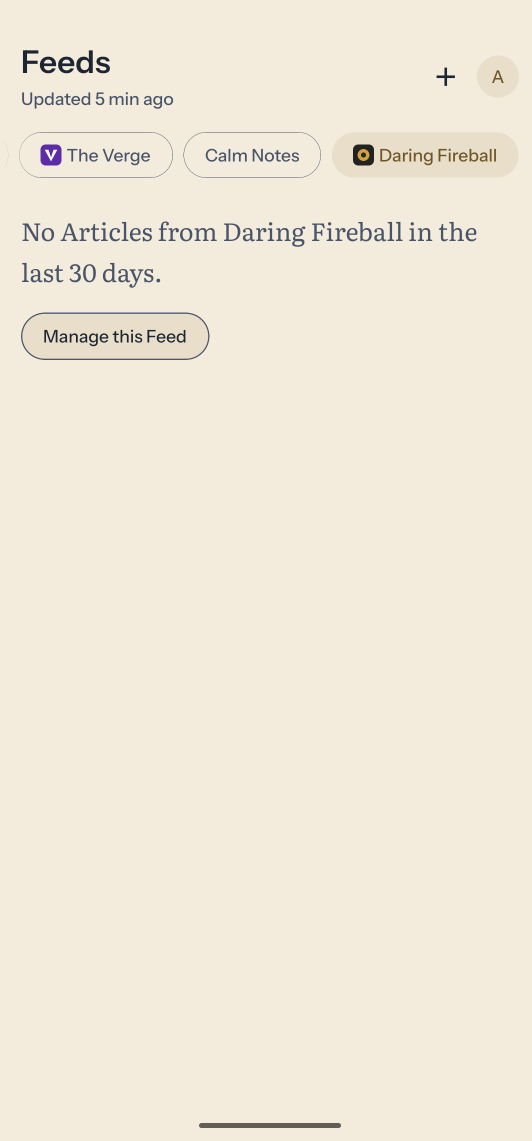 Feeds
Updated 5 min ago
A
The Verge
Calm Notes
Daring Fireball
No Articles from Daring Fireball in the
last 30 days.
Manage this Feed